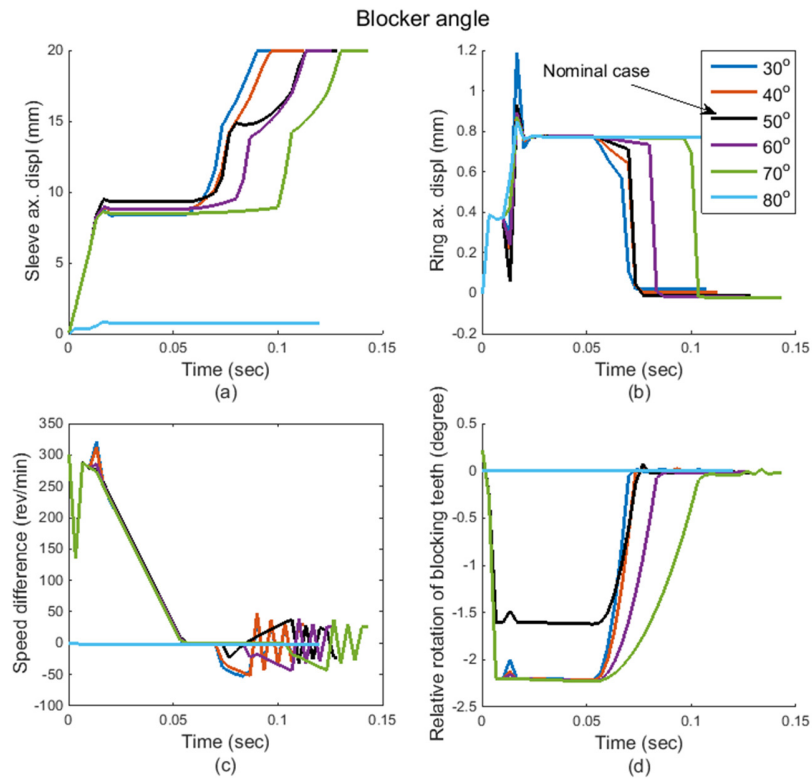 Blocker angle
20
15
10
5
0
0 0.05 0.1 0.15
Sleeve ax. displ (mm)
Time (sec)
(a)
1.2
1
0.8
0.6
0.4
0.2
0
-0.2
0 0.05 0.1 0.15
Ring ax. displ (mm)
Time (sec)
(b)
Nominal case
30°
40°
50°
60°
70°
80°
350
300
250
200
150
100
50
0
-50
-100
0 0.05 0.1 0.15
Speed difference (rev/min)
Time (sec)
(c)
0.5
0
-0.5
-1
-1.5
-2
-2.5
0 0.05 0.1 0.15
Relative rotation of blocking teeth (degree)
Time (sec)
(d)